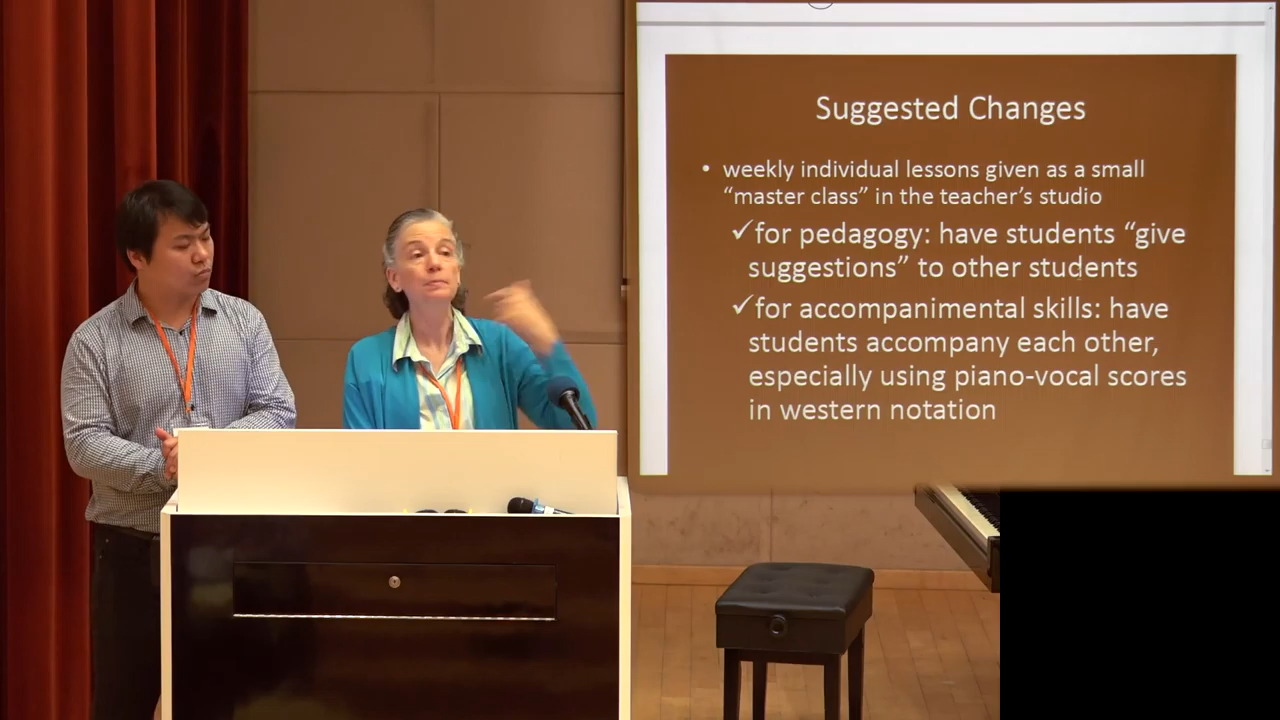 Suggested Changes
• weekly individual lessons given as a small
“master class” in the teacher’s studio
✓for pedagogy: have students “give
suggestions” to other students
✓for accompanimental skills: have
students accompany each other,
especially using piano-vocal scores
in western notation